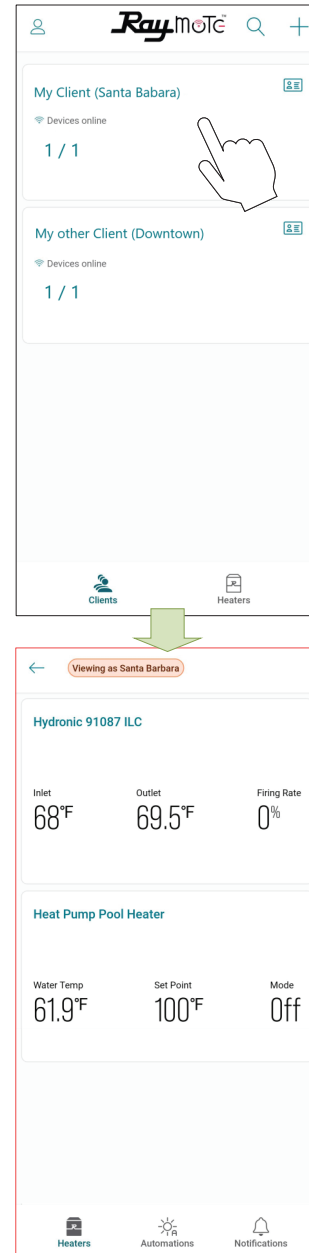 Raymote™
My Client (Santa Babara)
Devices online
1 / 1
My other Client (Downtown)
Devices online
1 / 1
Clients Heaters
Viewing as Santa Barbara
Hydronic 91087 ILC
Inlet Outlet Firing Rate
68°F 69.5°F 0%
Heat Pump Pool Heater
Water Temp Set Point Mode
61.9°F 100°F Off
Heaters Automations Notifications